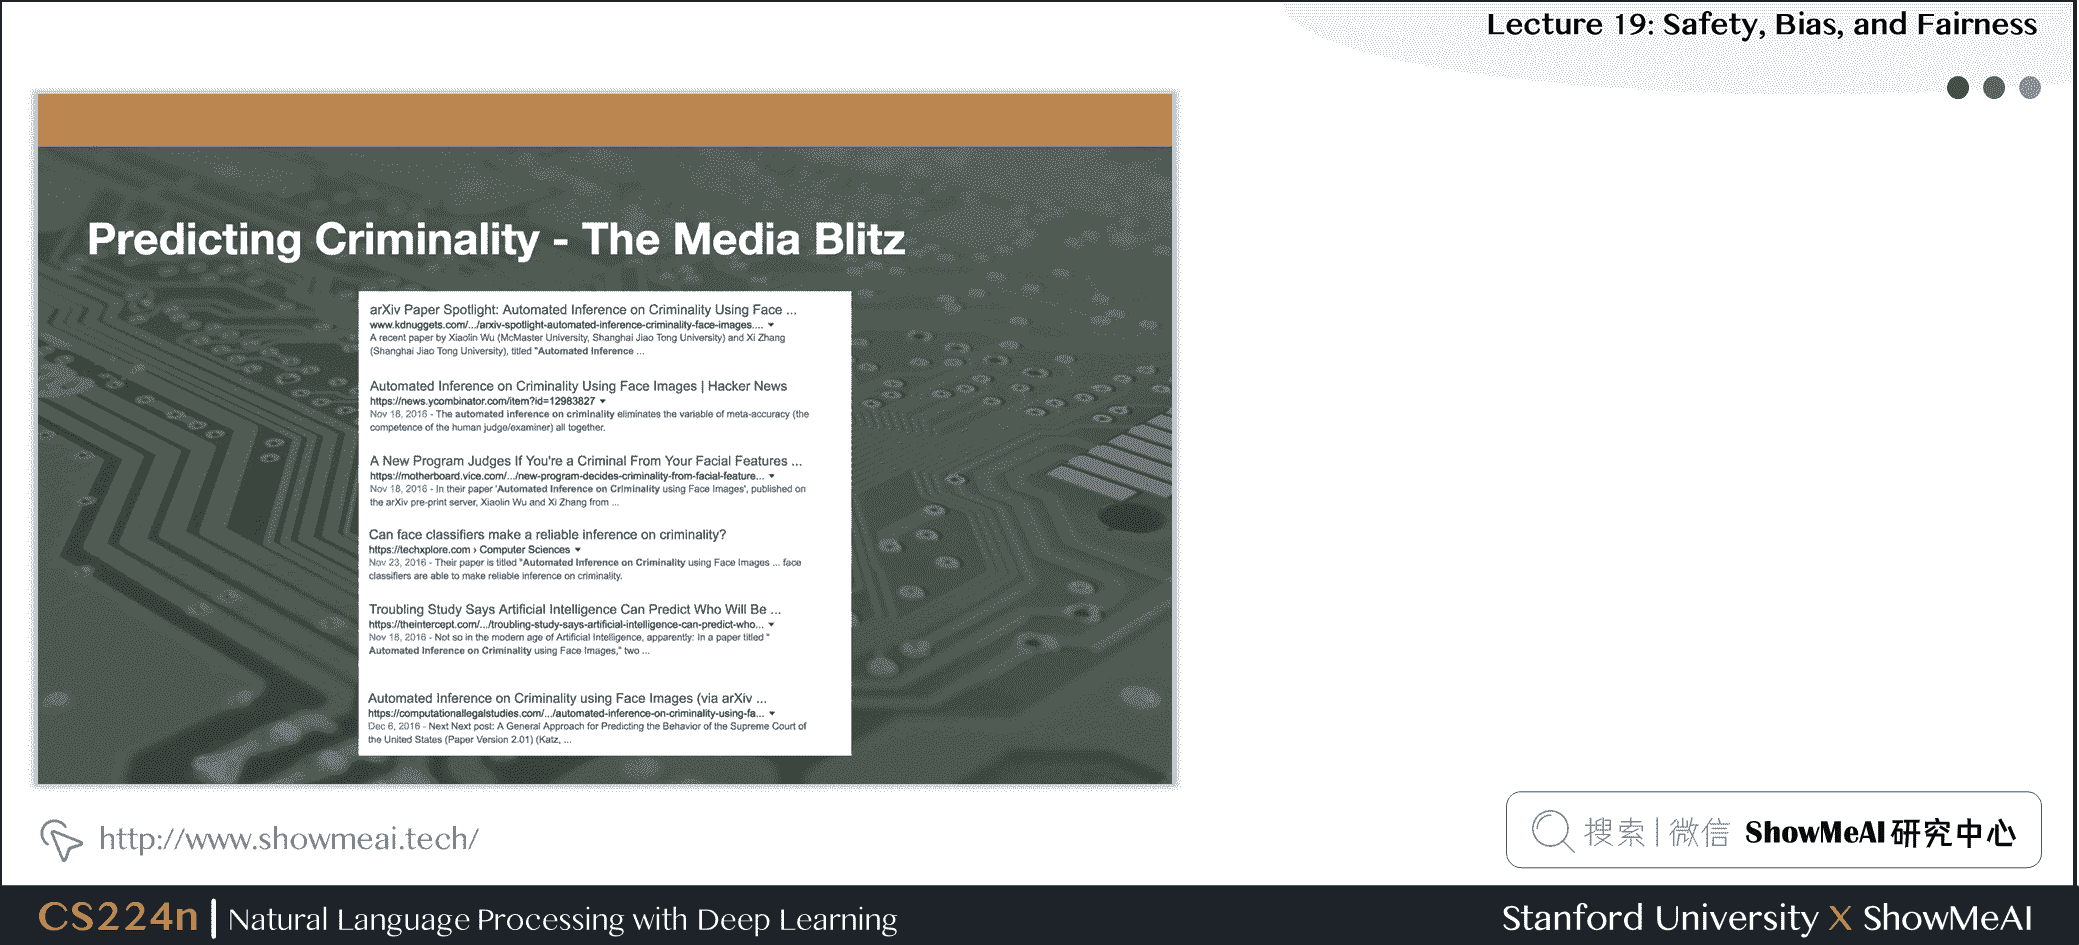 Lecture 19: Safety, Bias, and Fairness
Predicting Criminality - The Media Blitz
arXiv Paper Spotlight: Automated Inference on Criminality Using Face ...
www.kdnuggets.com/.../arxiv-spotlight-automated-inference-criminality-face-images....
A recent paper by Xiaolin Wu (McMaster University, Shanghai Jiao Tong University) and Xi Zhang
(Shanghai Jiao Tong University), titled "Automated Inference ...
Automated Inference on Criminality Using Face Images | Hacker News
https://news.ycombinator.com/item?id=12983827
Nov 18, 2016 - The automated inference on criminality eliminates the variable of meta-accuracy (the
competence of the human judge/examiner) all together.
A New Program Judges If You're a Criminal From Your Facial Features ...
https://motherboard.vice.com/.../new-program-decides-criminality-from-facial-feature...
Nov 18, 2016 - In their paper 'Automated Inference on Criminality using Face Images', published on
the arXiv pre-print server, Xiaolin Wu and Xi Zhang from ...
Can face classifiers make a reliable inference on criminality?
https://techxplore.com › Computer Sciences
Nov 23, 2016 - Their paper is titled "Automated Inference on Criminality using Face Images ... face
classifiers are able to make reliable inference on criminality.
Troubling Study Says Artificial Intelligence Can Predict Who Will Be ...
https://theintercept.com/.../troubling-study-says-artificial-intelligence-can-predict-who...
Nov 18, 2016 - Not so in the modern age of Artificial Intelligence, apparently: In a paper titled "
Automated Inference on Criminality using Face Images," two ...
Automated Inference on Criminality using Face Images (via arXiv ...
https://computationallegalstudies.com/.../automated-inference-on-criminality-using-fa...
Dec 6, 2016 - Next Next post: A General Approach for Predicting the Behavior of the Supreme Court of
the United States (Paper Version 2.01) (Katz, ...
http://www.showmeai.tech/
搜索 | 微信 ShowMeAI 研究中心
CS224n | Natural Language Processing with Deep Learning
Stanford University X ShowMeAI